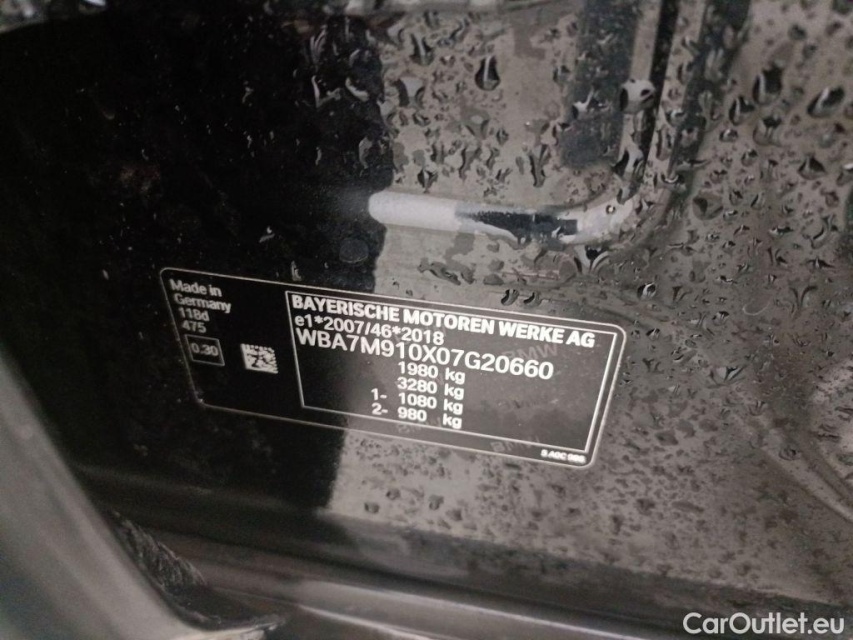 Made in
Germany
118d
475
0.30
BAYERISCHE MOTOREN WERKE AG
e1*2007/46*2018
WBA7M910X07G20660
1980 kg
3280 kg
1- 1080 kg
2- 980 kg
CarOutlet.eu